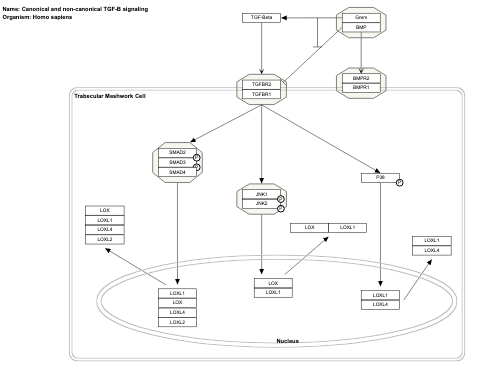 Name: Canonical and non-canonical TGF-B signaling
Organism: Homo sapiens
TGF-Beta
Grem
BMP
TGFBR2
TGFBR1
BMPR2
BMPR1
Trabecular Meshwork Cell
SMAD2
SMAD3
SMAD4
P
P
JNK1
JNK2
P
P
P38
P
LOX
LOXL1
LOXL4
LOXL2
LOX LOXL1
LOXL1
LOXL4
LOXL1
LOX
LOXL4
LOXL2
LOX
LOXL1
LOXL1
LOXL4
Nucleus